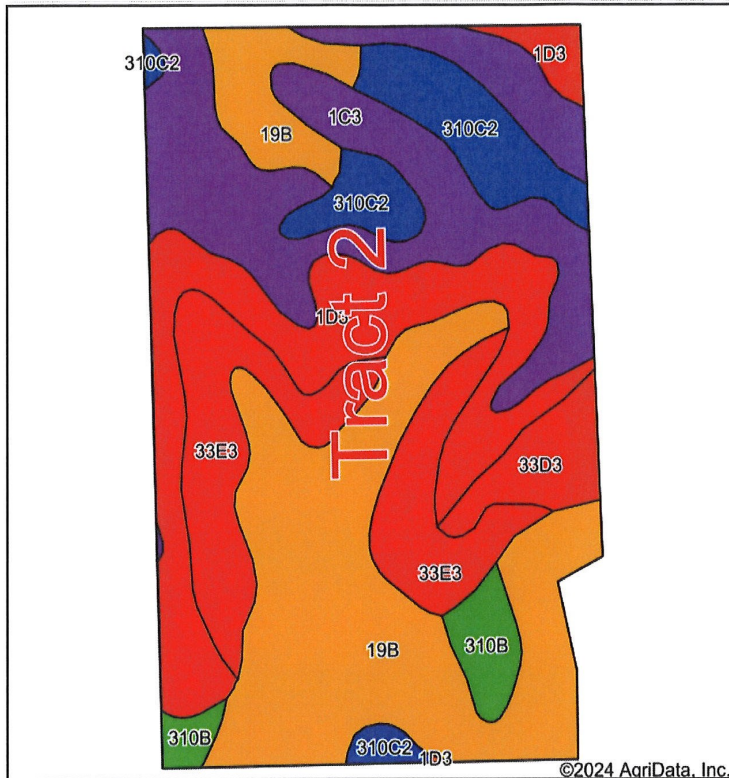 1D3
310C2
1C3
310C2
19B
310C2
Tract 2
1D3
33E3
33D3
33E3
19B
310B
310B
310C2
1D3
©2024 AgriData, Inc.